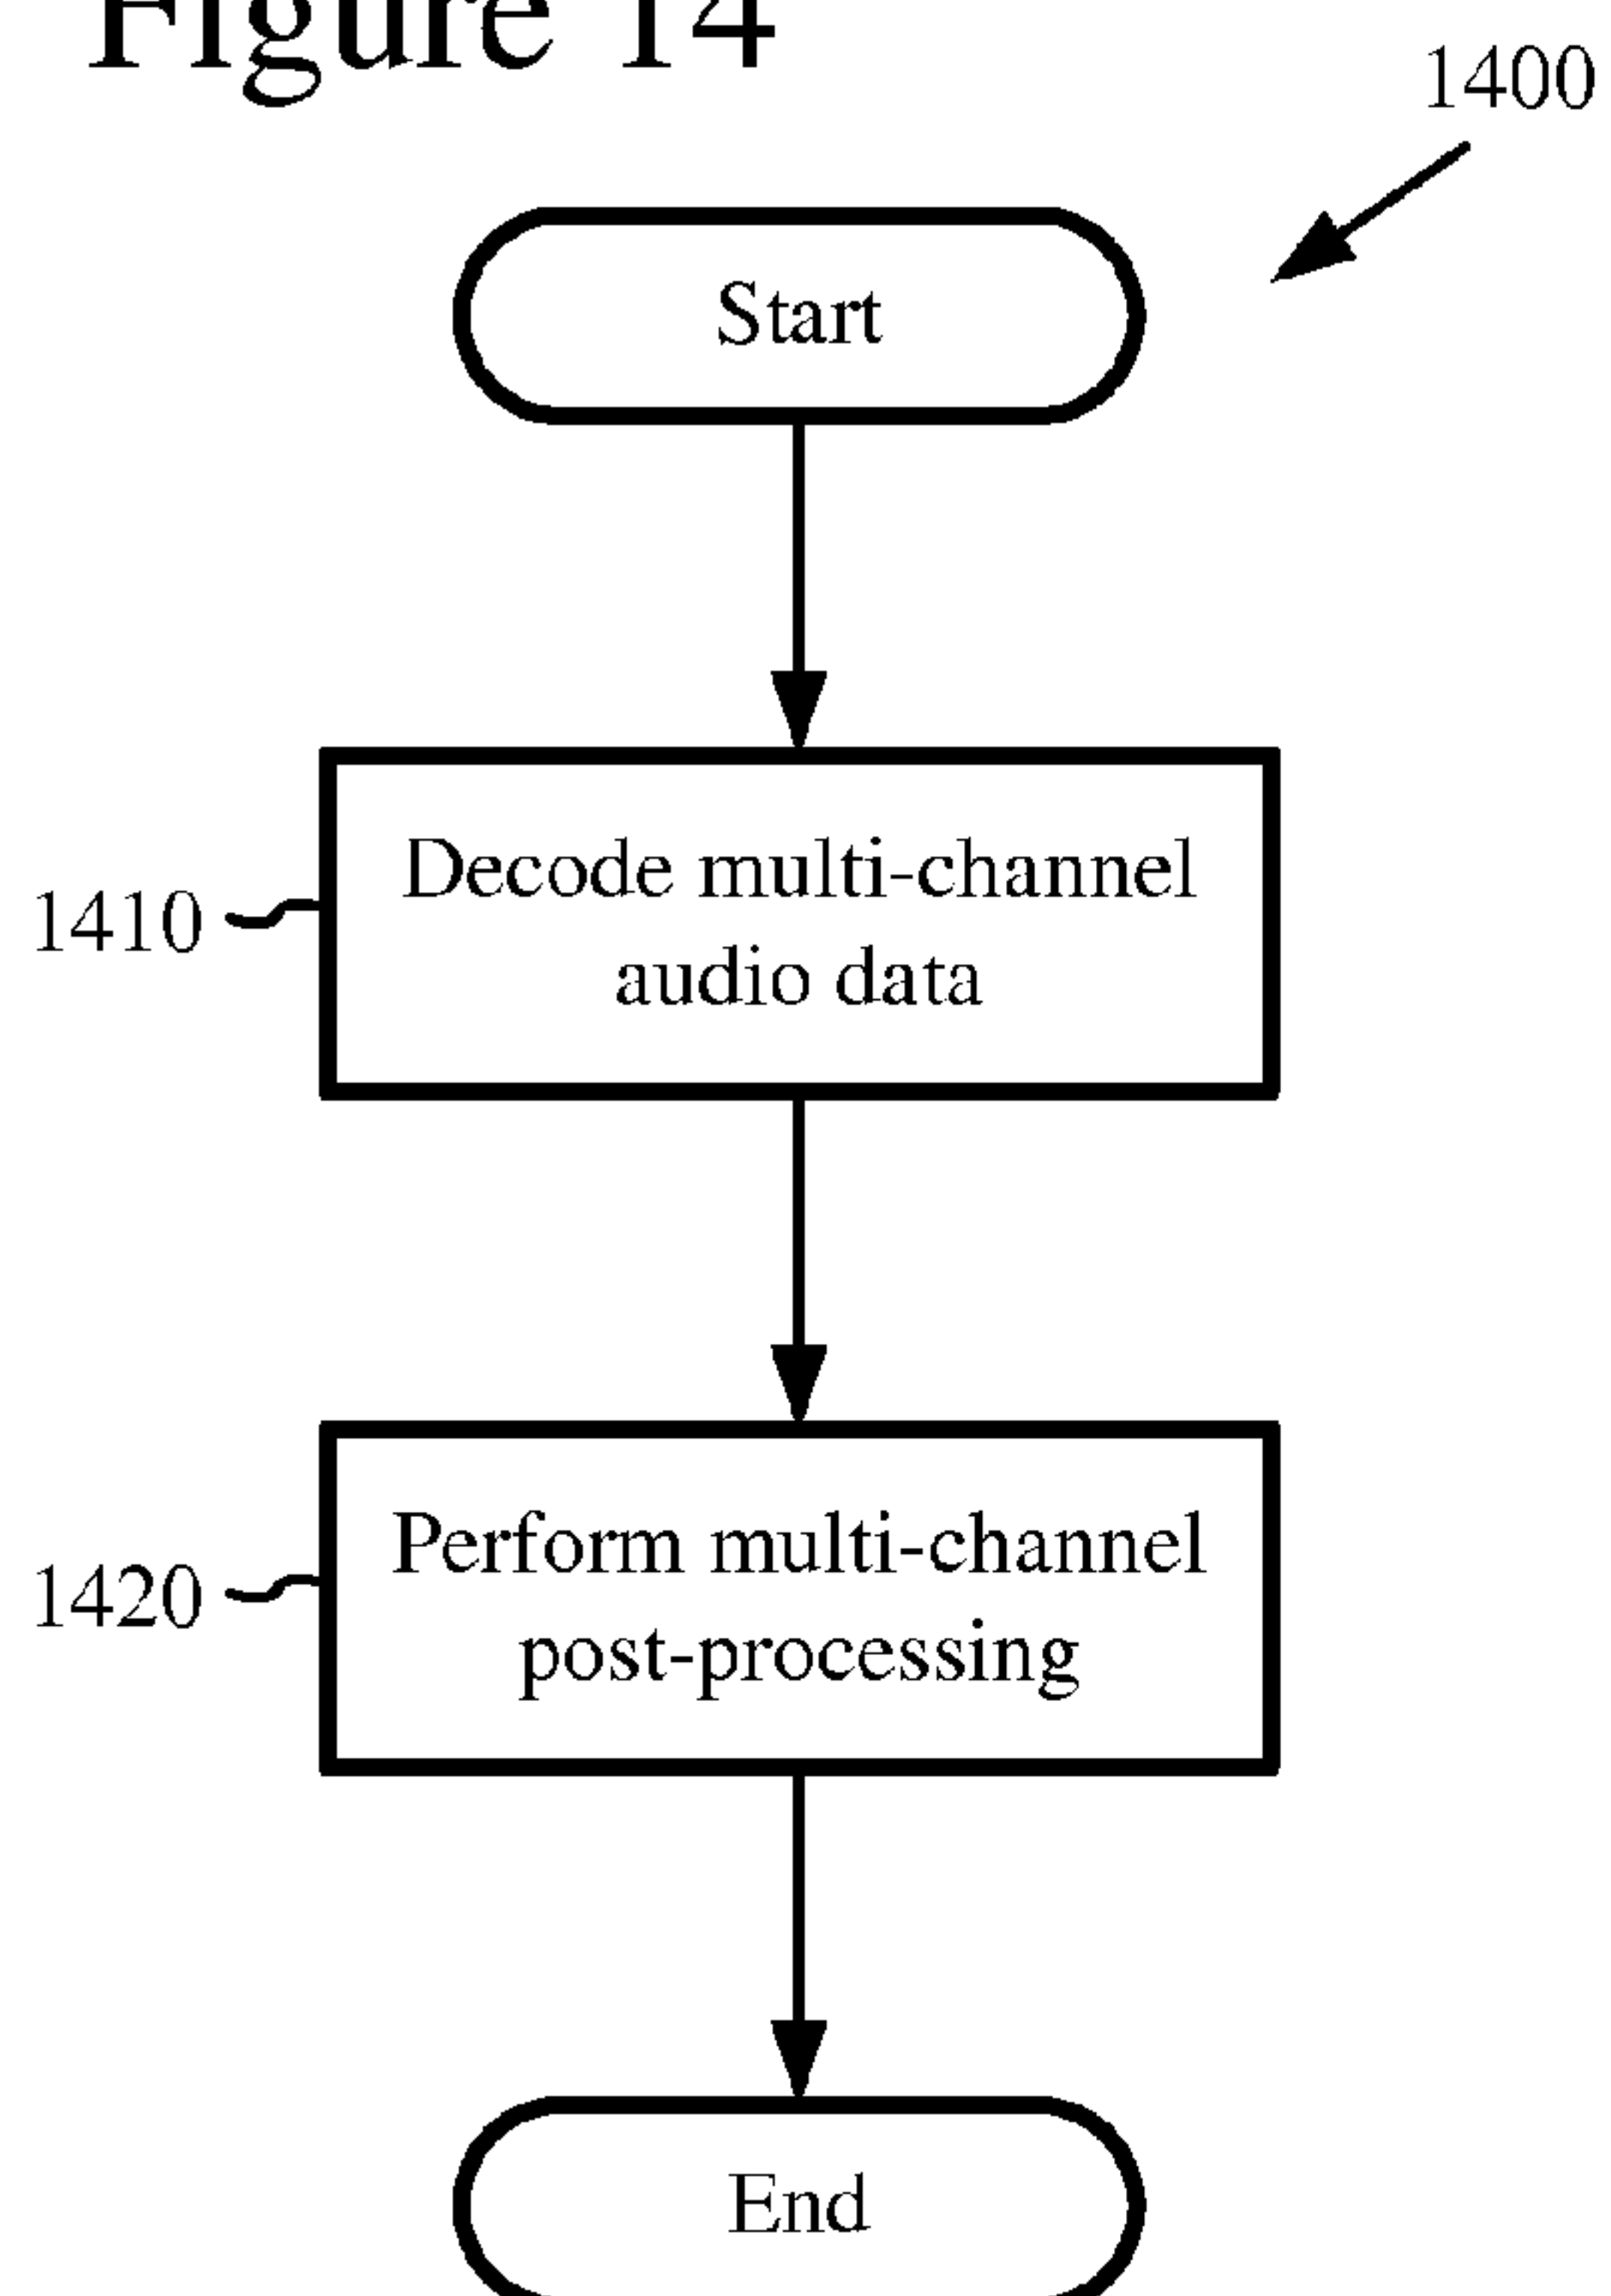 Figure 14
1400
Start
Decode multi-channel
audio data
1410
Perform multi-channel
post-processing
1420
End